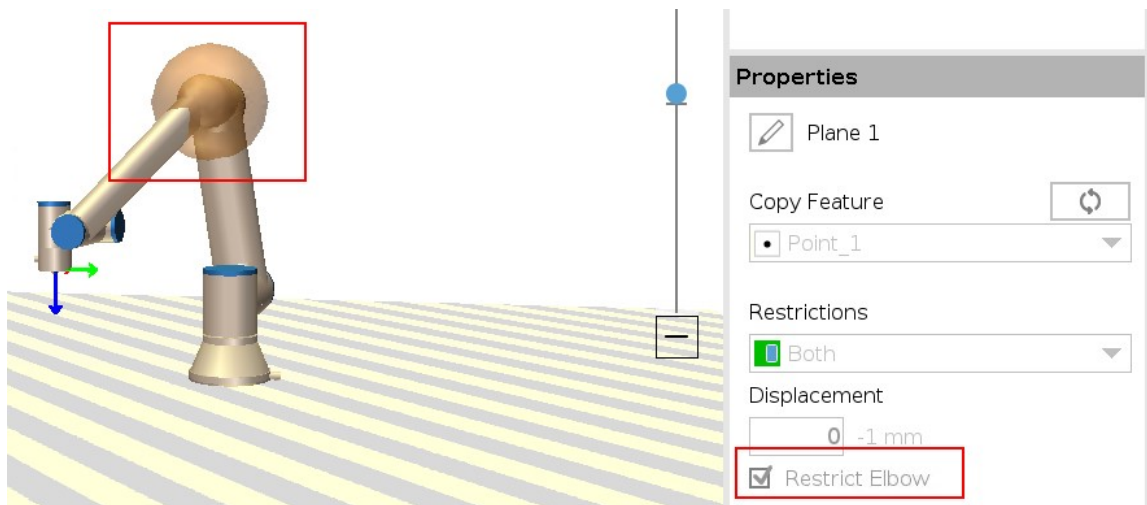 Properties
Plane 1
Copy Feature
Point_1
Restrictions
Both
Displacement
0 -1 mm
Restrict Elbow